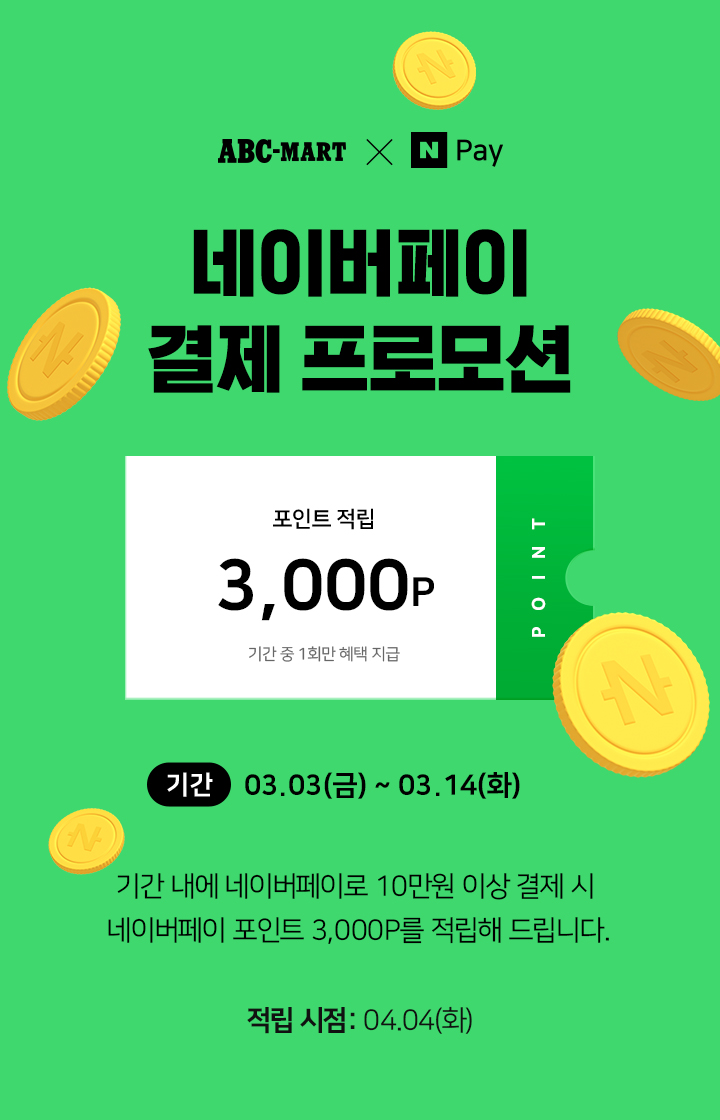 ABC-MART × N Pay
네이버페이
결제 프로모션
포인트 적립
3,000P
기간 중 1회만 혜택 지급
POINT
기간 03.03(금) ~ 03.14(화)
기간 내에 네이버페이로 10만원 이상 결제 시
네이버페이 포인트 3,000P를 적립해 드립니다.
적립 시점: 04.04(화)